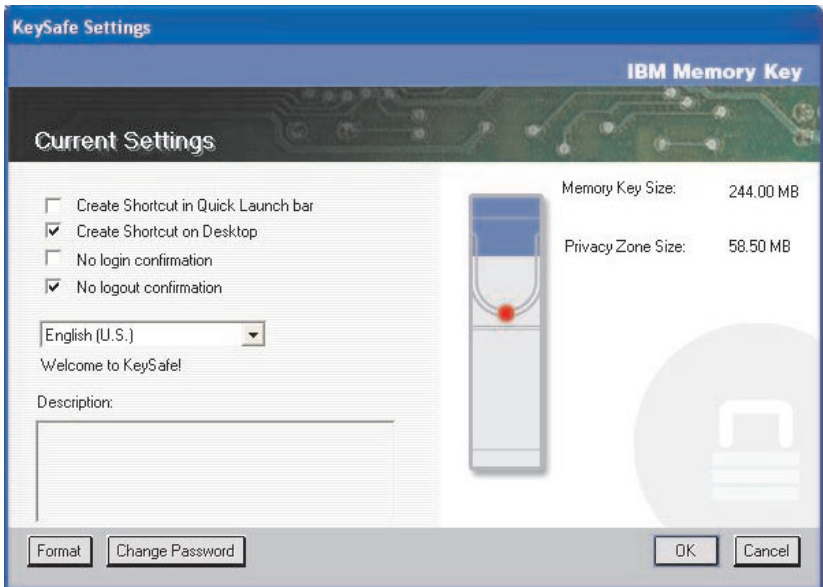 KeySafe Settings
IBM Memory Key
Current Settings
Create Shortcut in Quick Launch bar
Create Shortcut on Desktop
No login confirmation
No logout confirmation
English (U.S.)
Welcome to KeySafe!
Description:
Memory Key Size: 244.00 MB
Privacy Zone Size: 58.50 MB
Format Change Password OK Cancel